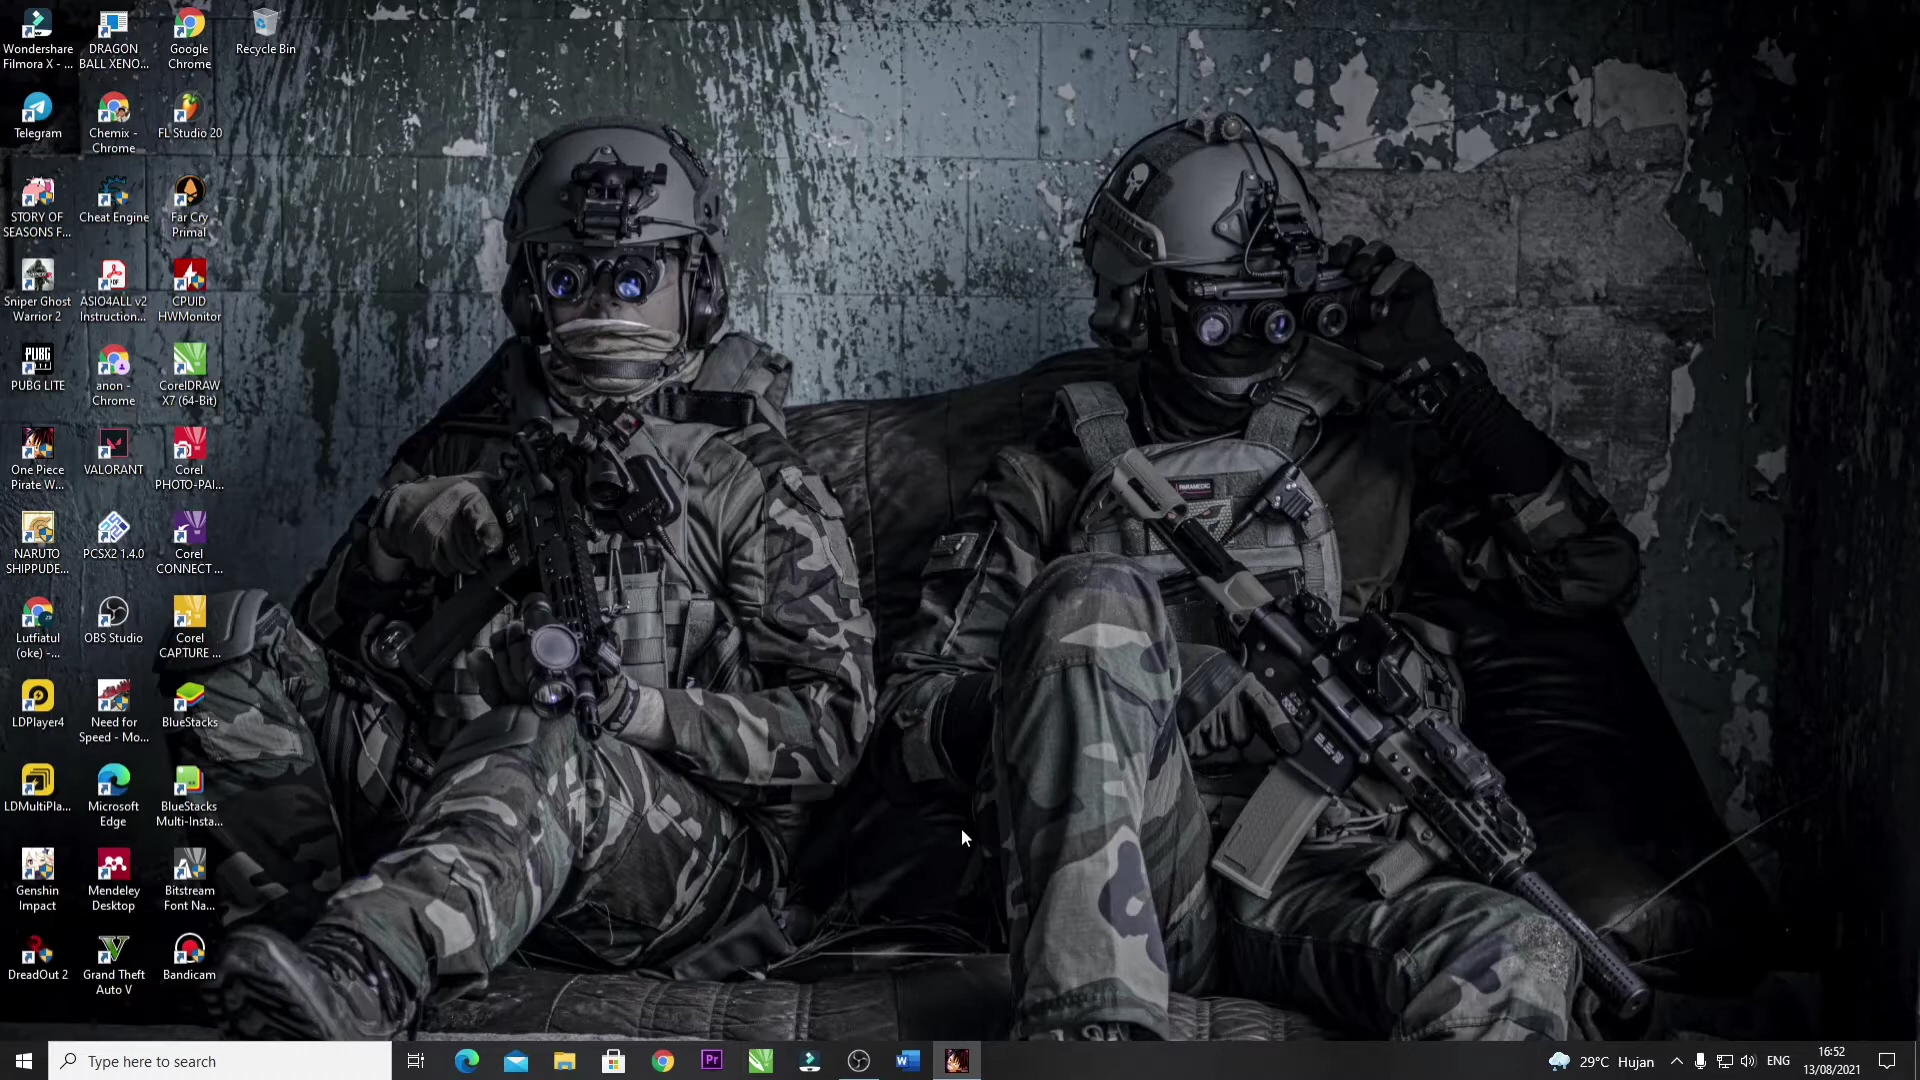 Wondershare
Filmora X - ...
DRAGON
BALL XENO...
Google
Chrome
Recycle Bin
Telegram
Chemix -
Chrome
FL Studio 20
STORY OF
SEASONS F...
Cheat Engine
Far Cry
Primal
Sniper Ghost
Warrior 2
ASIO4ALL v2
Instruction...
CPUID
HWMonitor
PUBG
LITE
PUBG LITE
anon -
Chrome
CorelDRAW
X7 (64-Bit)
One Piece
Pirate W...
VALORANT
Corel
PHOTO-PAI...
NARUTO
SHIPPUDE...
PCSX2 1.4.0
Corel
CONNECT ...
Lutfiatul
(oke) -...
OBS Studio
Corel
CAPTURE ...
LDPlayer4
Need for
Speed - Mo...
BlueStacks
LDMultiPla...
Microsoft
Edge
BlueStacks
Multi-Insta...
Genshin
Impact
Mendeley
Desktop
Bitstream
Font Na...
DreadOut 2
Grand Theft
Auto V
Bandicam
PARAMEDIC
Type here to search
Pr
29°C Hujan
ENG
16:52
13/08/2021